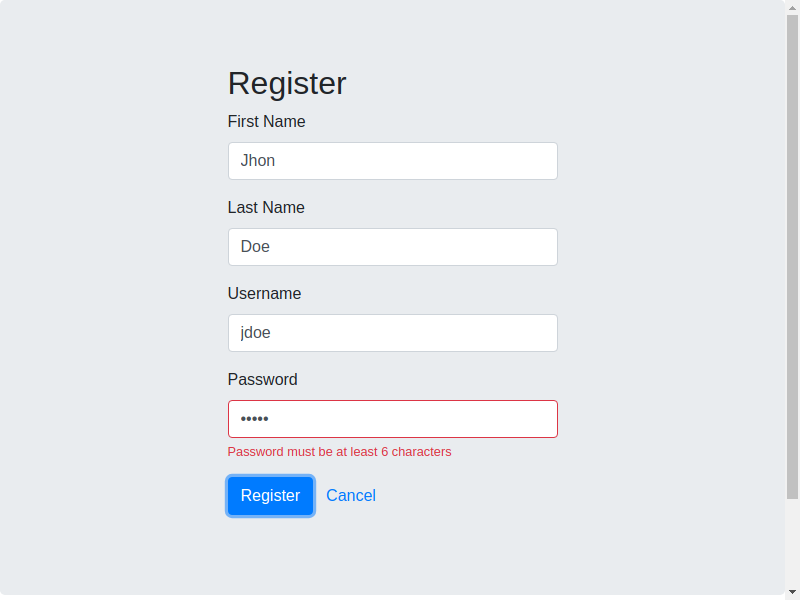 Register
First Name
Jhon
Last Name
Doe
Username
jdoe
Password
•••••
Password must be at least 6 characters
Register Cancel